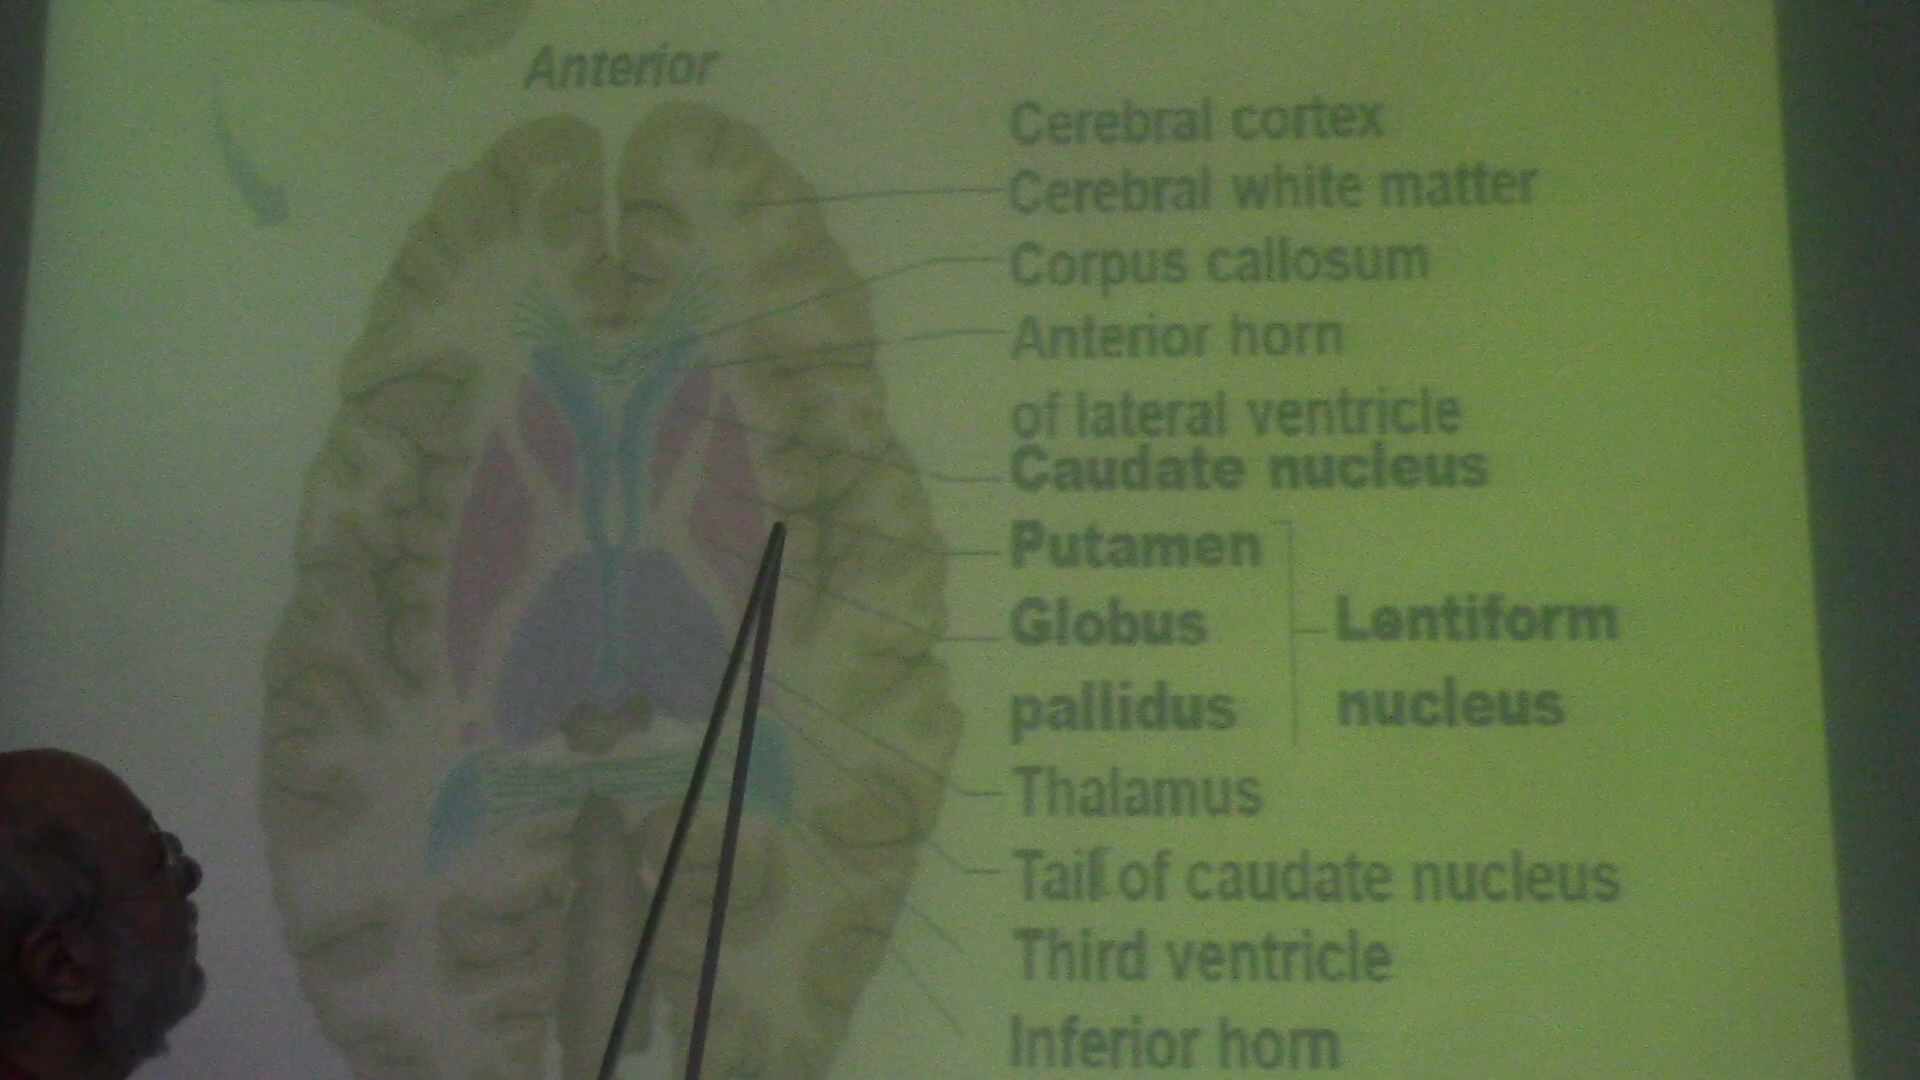 Anterior
Cerebral cortex
Cerebral white matter
Corpus callosum
Anterior horn
of lateral ventricle
Caudate nucleus
Putamen
Globus
pallidus
Lentiform
nucleus
Thalamus
Tail of caudate nucleus
Third ventricle
Inferior horn